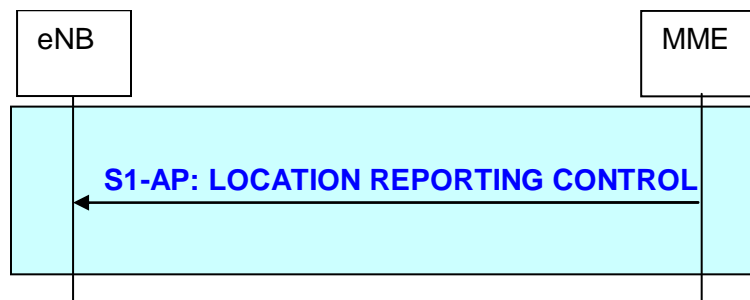 eNB
MME
S1-AP: LOCATION REPORTING CONTROL